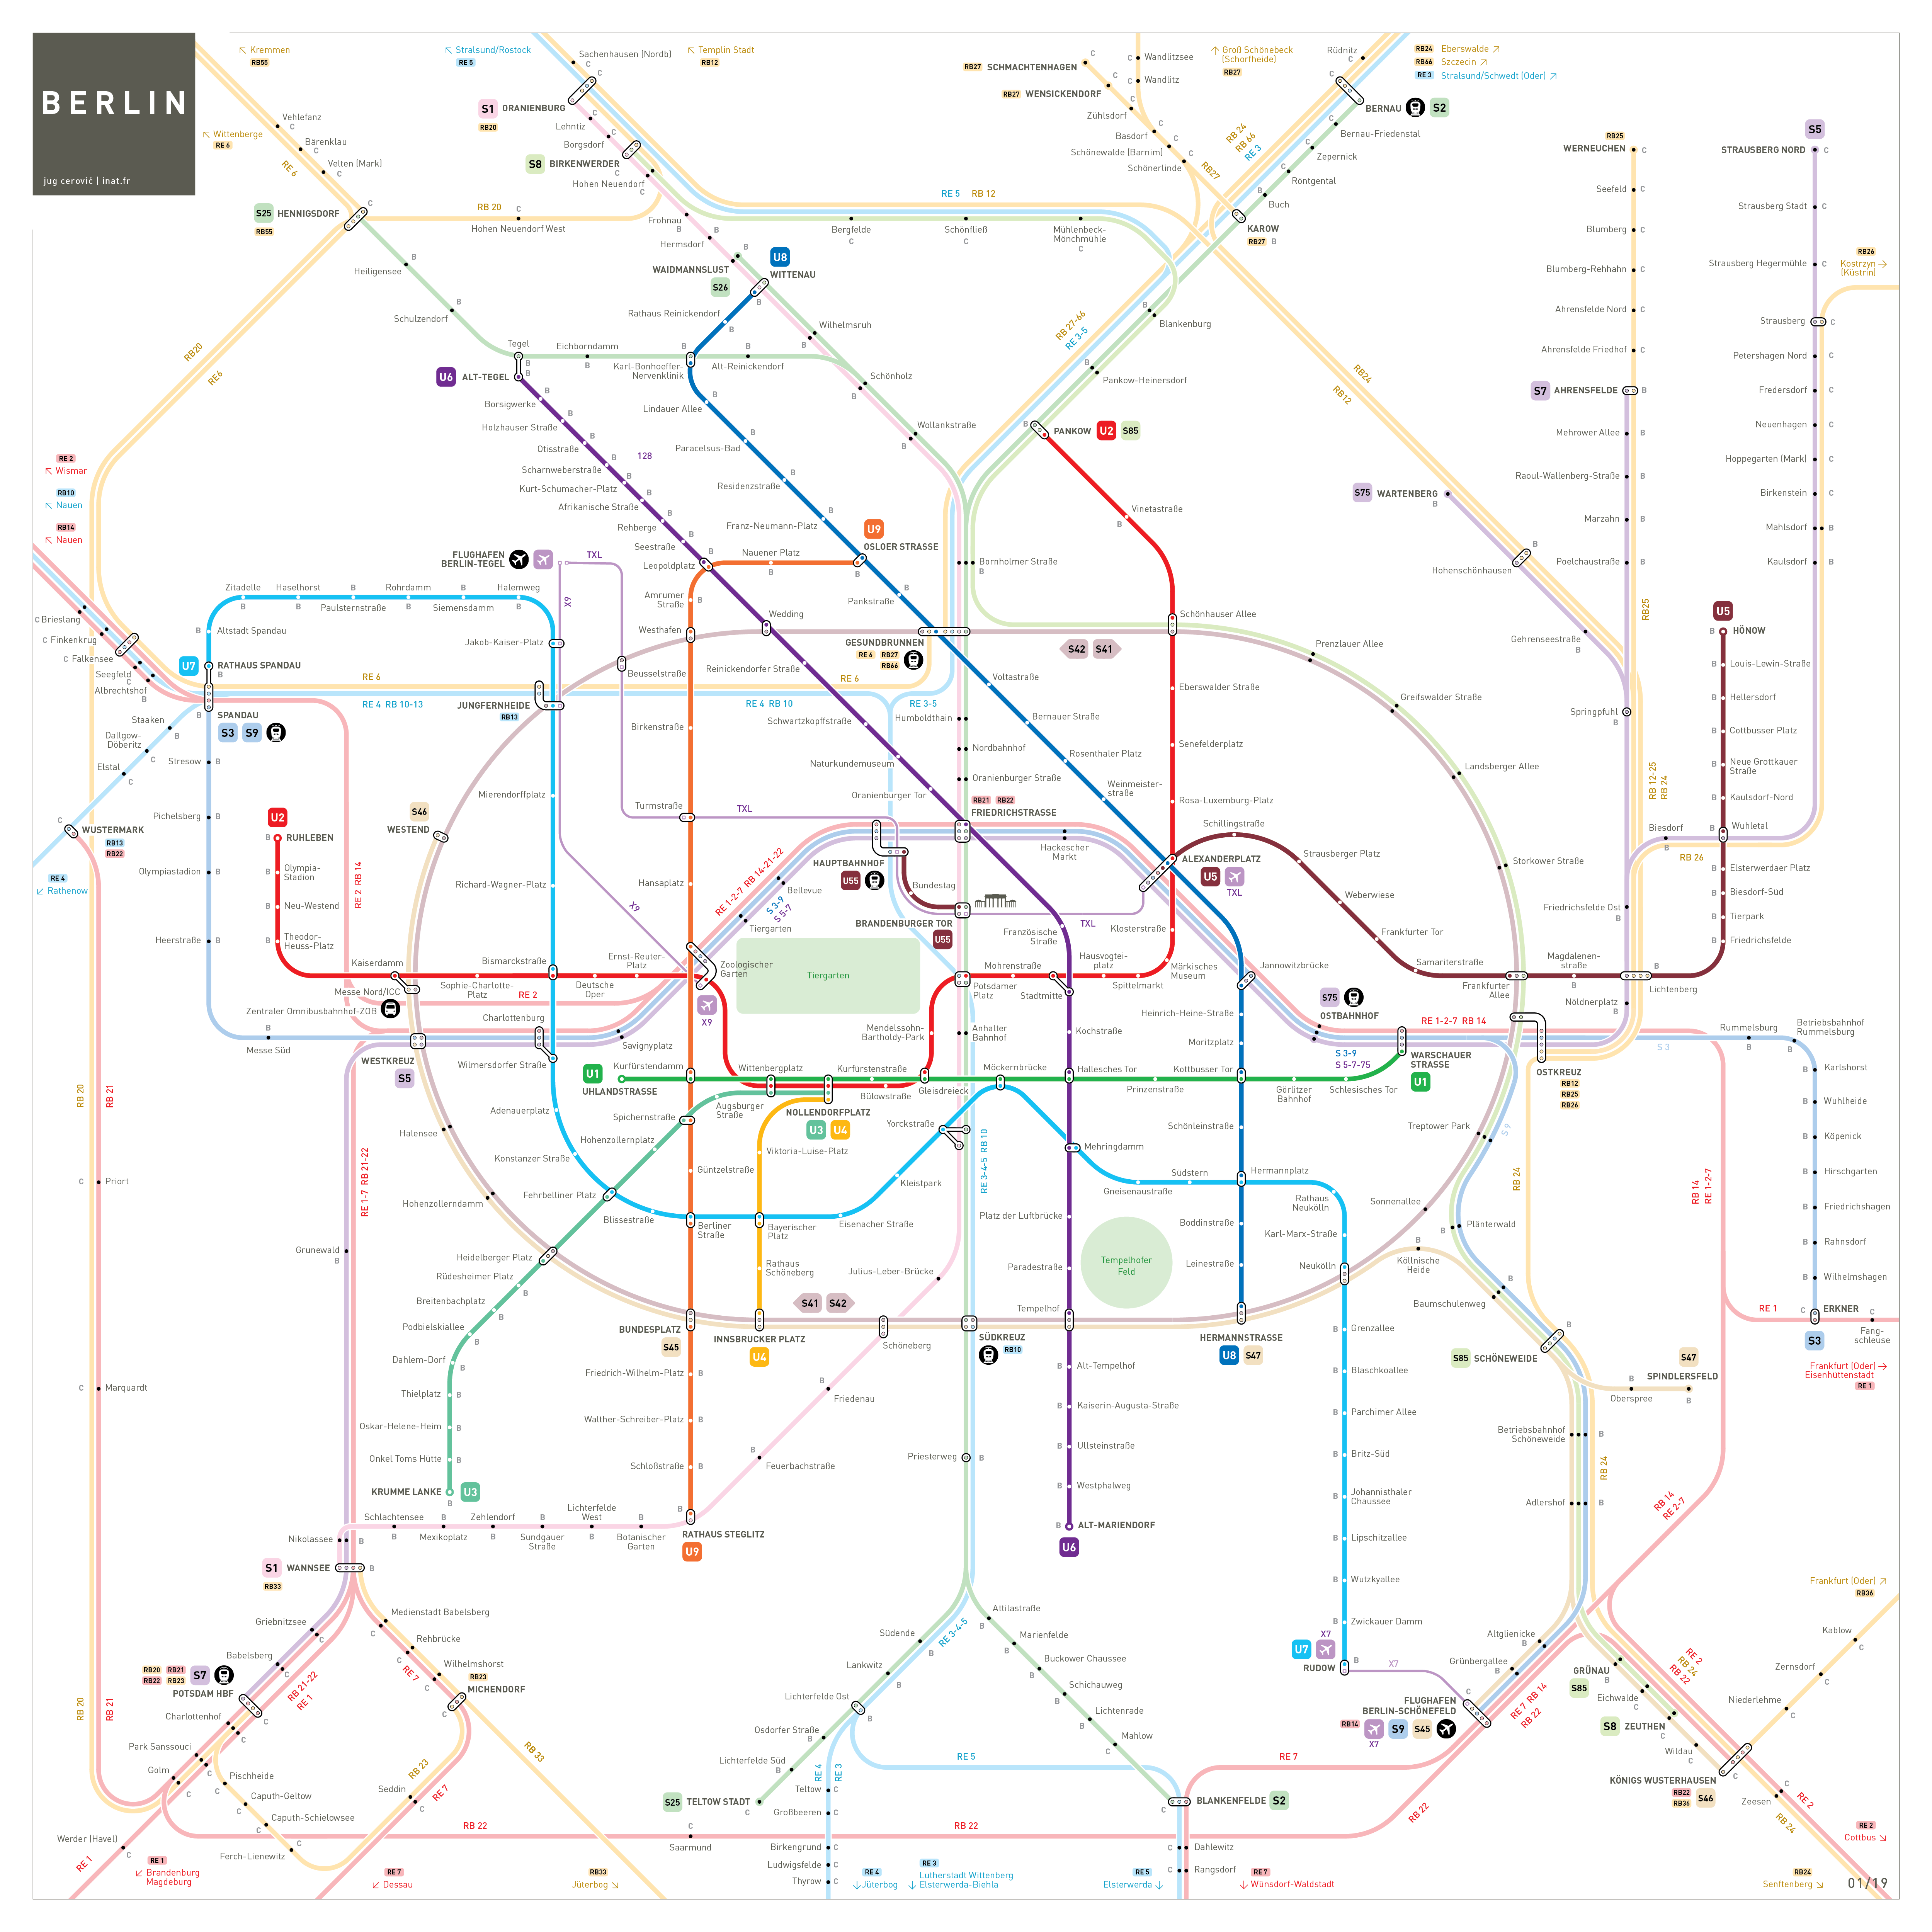 BERLIN
jug cerović | inat.fr
Kremmen
RB55
Stralsund/Rostock
RE 5
Templin Stadt
RB12
Wittenberge
RE 6
Vehlefanz
Bärenklau
Velten (Mark)
RE 6
S25 HENNIGSDORF
RB55
RB 20
Hohen Neuendorf West
Sachenhausen (Nordb)
S1 ORANIENBURG
RB20
Lehntiz
Borgsdorf
S8 BIRKENWERDER
Hohen Neuendorf
Frohnau
Hermsdorf
WAIDMANNSLUST
S26
U8
WITTENAU
Rathaus Reinickendorf
RE 5 RB 12
Bergfelde
Schönfließ
Mühlenbeck-
Mönchmühle
RB27 SCHMACHTENHAGEN
RB27 WENSICKENDORF
Zühlsdorf
Basdorf
Schönewalde (Barnim)
Schönerlinde
Wandlitzsee
Wandlitz
Groß Schönebeck
(Schorfheide)
RB27
RB27
RB 24
RB 66
RE 3
Rüdnitz
RB24 Eberswalde
RB66 Szczecin
RE 3 Stralsund/Schwedt (Oder)
BERNAU S2
Bernau-Friedenstal
Zepernick
Röntgental
Buch
KAROW
RB27 B
Blankenburg
Pankow-Heinersdorf
RB 27-66
RE 3-5
PANKOW U2 S85
Vinetastraße
RB24
RB12
RB25
WERNEUCHEN
Seefeld
Blumberg
Blumberg-Rehhahn
Ahrensfelde Nord
Ahrensfelde Friedhof
S7 AHRENSFELDE
Mehrower Allee
Raoul-Wallenberg-Straße
Marzahn
Poelchaustraße
S75 WARTENBERG
Hohenschönhausen
Gehrenseestraße
Springpfuhl
RB25
RB 12-25
RB 24
S5
STRAUSBERG NORD
Strausberg Stadt
Strausberg Hegermühle
RB26
Kostrzyn
(Küstrin)
Strausberg
Petershagen Nord
Fredersdorf
Neuenhagen
Hoppegarten (Mark)
Birkenstein
Mahlsdorf
Kaulsdorf
U5
HÖNOW
Louis-Lewin-Straße
Hellersdorf
Cottbusser Platz
Neue Grottkauer
Straße
Kaulsdorf-Nord
Wuhletal
Biesdorf
RB 26
Elsterwerdaer Platz
Biesdorf-Süd
Tierpark
Friedrichsfelde
Friedrichsfelde Ost
Lichtenberg
Heiligensee
Schulzendorf
Tegel
U6 ALT-TEGEL
Eichborndamm
Karl-Bonhoeffer-
Nervenklinik
Alt-Reinickendorf
Wilhelmsruh
Schönholz
Wollankstraße
Borsigwerke
Holzhauser Straße
Otisstraße
Scharnweberstraße
Kurt-Schumacher-Platz
Afrikanische Straße
Rehberge
Seestraße
Leopoldplatz
128
Lindauer Allee
Paracelsus-Bad
Residenzstraße
Franz-Neumann-Platz
U9
OSLOER STRASSE
Nauener Platz
Pankstraße
Bornholmer Straße
RB20
RE6
RE 2
Wismar
RB10
Nauen
RB14
Nauen
Brieslang
Finkenkrug
Falkensee
Seegfeld
Albrechtshof
Staaken
Dallgow-
Döberitz
Elstal
WUSTERMARK
RB13
RB22
RE 4
Rathenow
FLUGHAFEN
BERLIN-TEGEL
TXL
X9
Zitadelle
Haselhorst
Paulsternstraße
Rohrdamm
Siemensdamm
Halemweg
Jakob-Kaiser-Platz
Altstadt Spandau
U7 RATHAUS SPANDAU
SPANDAU
S3 S9
RE 6
RE 4 RB 10-13
JUNGFERNHEIDE
RB13
Beusselstraße
Amrumer
Straße
Westhafen
Wedding
Reinickendorfer Straße
GESUNDBRUNNEN
RE 6 RB27
RB66
RE 6
RE 4 RB 10
RE 3-5
S42 S41
Schönhauser Allee
Prenzlauer Allee
Greifswalder Straße
Landsberger Allee
Storkower Straße
Eberswalder Straße
Senefelderplatz
Rosa-Luxemburg-Platz
Voltastraße
Bernauer Straße
Rosenthaler Platz
Weinmeister-
straße
Schwartzkopffstraße
Naturkundemuseum
Oranienburger Tor
Humboldthain
Nordbahnhof
Oranienburger Straße
RB21 RB22
FRIEDRICHSTRASSE
Hackescher
Markt
Birkenstraße
Turmstraße
TXL
Hansaplatz
Mierendorffplatz
Richard-Wagner-Platz
X9
Stresow
Pichelsberg
Olympiastadion
Heerstraße
Messe Süd
U2
RUHLEBEN
Olympia-
Stadion
Neu-Westend
Theodor-
Heuss-Platz
RE 2 RB 14
S46
WESTEND
Kaiserdamm
Messe Nord/ICC
Zentraler Omnibusbahnhof-ZOB
Sophie-Charlotte-
Platz
Bismarckstraße
Deutsche
Oper
Ernst-Reuter-
Platz
RE 2
Charlottenburg
Wilmersdorfer Straße
Savignyplatz
WESTKREUZ
S5
RE 1-2-7 RB 14-21-22
S 3-9
S 5-7
Bellevue
Tiergarten
Zoologischer
Garten
X9
Tiergarten
HAUPTBAHNHOF
U55
Bundestag
BRANDENBURGER TOR
U55
Französische
Straße
TXL
ALEXANDERPLATZ
U5
TXL
Schillingstraße
Strausberger Platz
Weberwiese
Frankfurter Tor
Samariterstraße
Frankfurter
Allee
Magdalenen-
straße
Nöldnerplatz
Klosterstraße
Märkisches
Museum
Jannowitzbrücke
Mohrenstraße
Stadtmitte
Hausvogtei-
platz
Spittelmarkt
Potsdamer
Platz
Mendelssohn-
Bartholdy-Park
Anhalter
Bahnhof
Kochstraße
Heinrich-Heine-Straße
Moritzplatz
S75
OSTBAHNHOF
S 3-9
S 5-7-75
RE 1-2-7 RB 14
WARSCHAUER
STRASSE
U1
OSTKREUZ
RB12
RB25
RB26
S 3
S 9
Rummelsburg
Betriebsbahnhof
Rummelsburg
Karlshorst
Wuhlheide
Köpenick
Hirschgarten
Friedrichshagen
Rahnsdorf
Wilhelmshagen
ERKNER
S3
RE 1
Fang-
schleuse
Frankfurt (Oder)
Eisenhüttenstadt
RE 1
RB 14
RE 1-2-7
U1
UHLANDSTRASSE
Kurfürstendamm
Wittenbergplatz
Kurfürstenstraße
Gleisdreieck
Möckernbrücke
Hallesches Tor
Prinzenstraße
Kottbusser Tor
Görlitzer
Bahnhof
Schlesisches Tor
NOLLENDORFPLATZ
U3 U4
Bülowstraße
Augsburger
Straße
Spichernstraße
Hohenzollernplatz
Viktoria-Luise-Platz
Yorckstraße
Kleistpark
Eisenacher Straße
Bayerischer
Platz
Berliner
Straße
Güntzelstraße
Blissestraße
Fehrbelliner Platz
Konstanzer Straße
Adenauerplatz
Halensee
Hohenzollerndamm
Heidelberger Platz
Rüdesheimer Platz
Breitenbachplatz
Podbielskiallee
Dahlem-Dorf
Thielplatz
Oskar-Helene-Heim
Onkel Toms Hütte
KRUMME LANKE U3
Rathaus
Schöneberg
S41 S42
BUNDESPLATZ
S45
INNSBRUCKER PLATZ
U4
Schöneberg
Julius-Leber-Brücke
SÜDKREUZ
RB10
RE 3-4-5 RB 10
Mehringdamm
Gneisenaustraße
Südstern
Hermannplatz
Schönleinstraße
Rathaus
Neukölln
Karl-Marx-Straße
Neukölln
Boddinstraße
Leinestraße
HERMANNSTRASSE
U8 S47
Platz der Luftbrücke
Paradestraße
Tempelhof
Tempelhofer
Feld
Treptower Park
Sonnenallee
Plänterwald
Köllnische
Heide
Baumschulenweg
S85 SCHÖNEWEIDE
RB 24
S47
SPINDLERSFELD
Oberspree
Betriebsbahnhof
Schöneweide
Adlershof
RB 24
RB 14
RE 2-7
Grenzallee
Blaschkoallee
Parchimer Allee
Britz-Süd
Johannisthaler
Chaussee
Lipschitzallee
Wutzkyallee
Zwickauer Damm
U7
X7
RUDOW
X7
Alt-Tempelhof
Kaiserin-Augusta-Straße
Ullsteinstraße
Westphalweg
ALT-MARIENDORF
U6
Priesterweg
Friedrich-Wilhelm-Platz
Walther-Schreiber-Platz
Schloßstraße
RATHAUS STEGLITZ
U9
Friedenau
Feuerbachstraße
Botanischer
Garten
Lichterfelde
West
Sundgauer
Straße
Zehlendorf
Mexikoplatz
Schlachtensee
Nikolassee
S1 WANNSEE
RB33
Grunewald
RE 1-7 RB 21-22
RB 20
RB 21
Priort
Marquardt
RB 20
RB 21
Griebnitzsee
Babelsberg
RB20 RB21 S7
RB22 RB23
POTSDAM HBF
RB 21-22
RE 1
Charlottenhof
Park Sanssouci
Golm
Werder (Havel)
RE 1
RE 1
Brandenburg
Magdeburg
Pischheide
Caputh-Geltow
Caputh-Schielowsee
Ferch-Lienewitz
Medienstadt Babelsberg
Rehbrücke
Wilhelmshorst
RB23
MICHENDORF
RE 7
RB 33
RB 23
RE 7
Seddin
RE 7
Dessau
RB33
Jüterbog
RB 22
Saarmund
RB 22
Südende
Lankwitz
Lichterfelde Ost
RE 3-4-5
Osdorfer Straße
Lichterfelde Süd
S25 TELTOW STADT
RE 4
RE 3
Teltow
Großbeeren
Birkengrund
Ludwigsfelde
Thyrow
RE 4
Jüterbog
RE 3
Lutherstadt Wittenberg
Elsterwerda-Biehla
Attilastraße
Marienfelde
Buckower Chaussee
Schichauweg
Lichtenrade
Mahlow
RE 5
BLANKENFELDE S2
RE 7
Dahlewitz
Rangsdorf
RE 5
Elsterwerda
RE 7
Wünsdorf-Waldstadt
RB 22
Altglienicke
Grünbergallee
FLUGHAFEN
BERLIN-SCHÖNEFELD
RB14 S9 S45
X7
RE 7 RB 14
RB 22
GRÜNAU
S85
Eichwalde
S8 ZEUTHEN
Wildau
KÖNIGS WUSTERHAUSEN
RB22
RB36
S46
RE 2
RB 24
RB 22
Frankfurt (Oder)
RB36
Kablow
Zernsdorf
Niederlehme
Zeesen
RE 2
RB 24
RE 2
Cottbus
RB24
Senftenberg
01/19